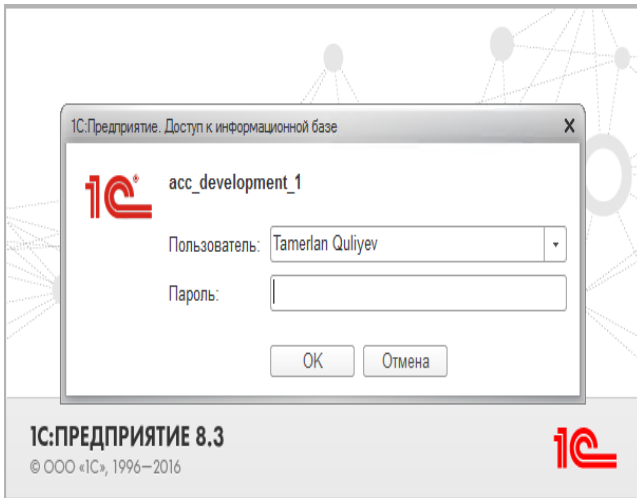 1С:Предприятие. Доступ к информационной базе
1С
acc_development_1
Пользователь: Tamerlan Quliyev
Пароль:
OK Отмена
1С:ПРЕДПРИЯТИЕ 8.3
© ООО «1С», 1996—2016
1С